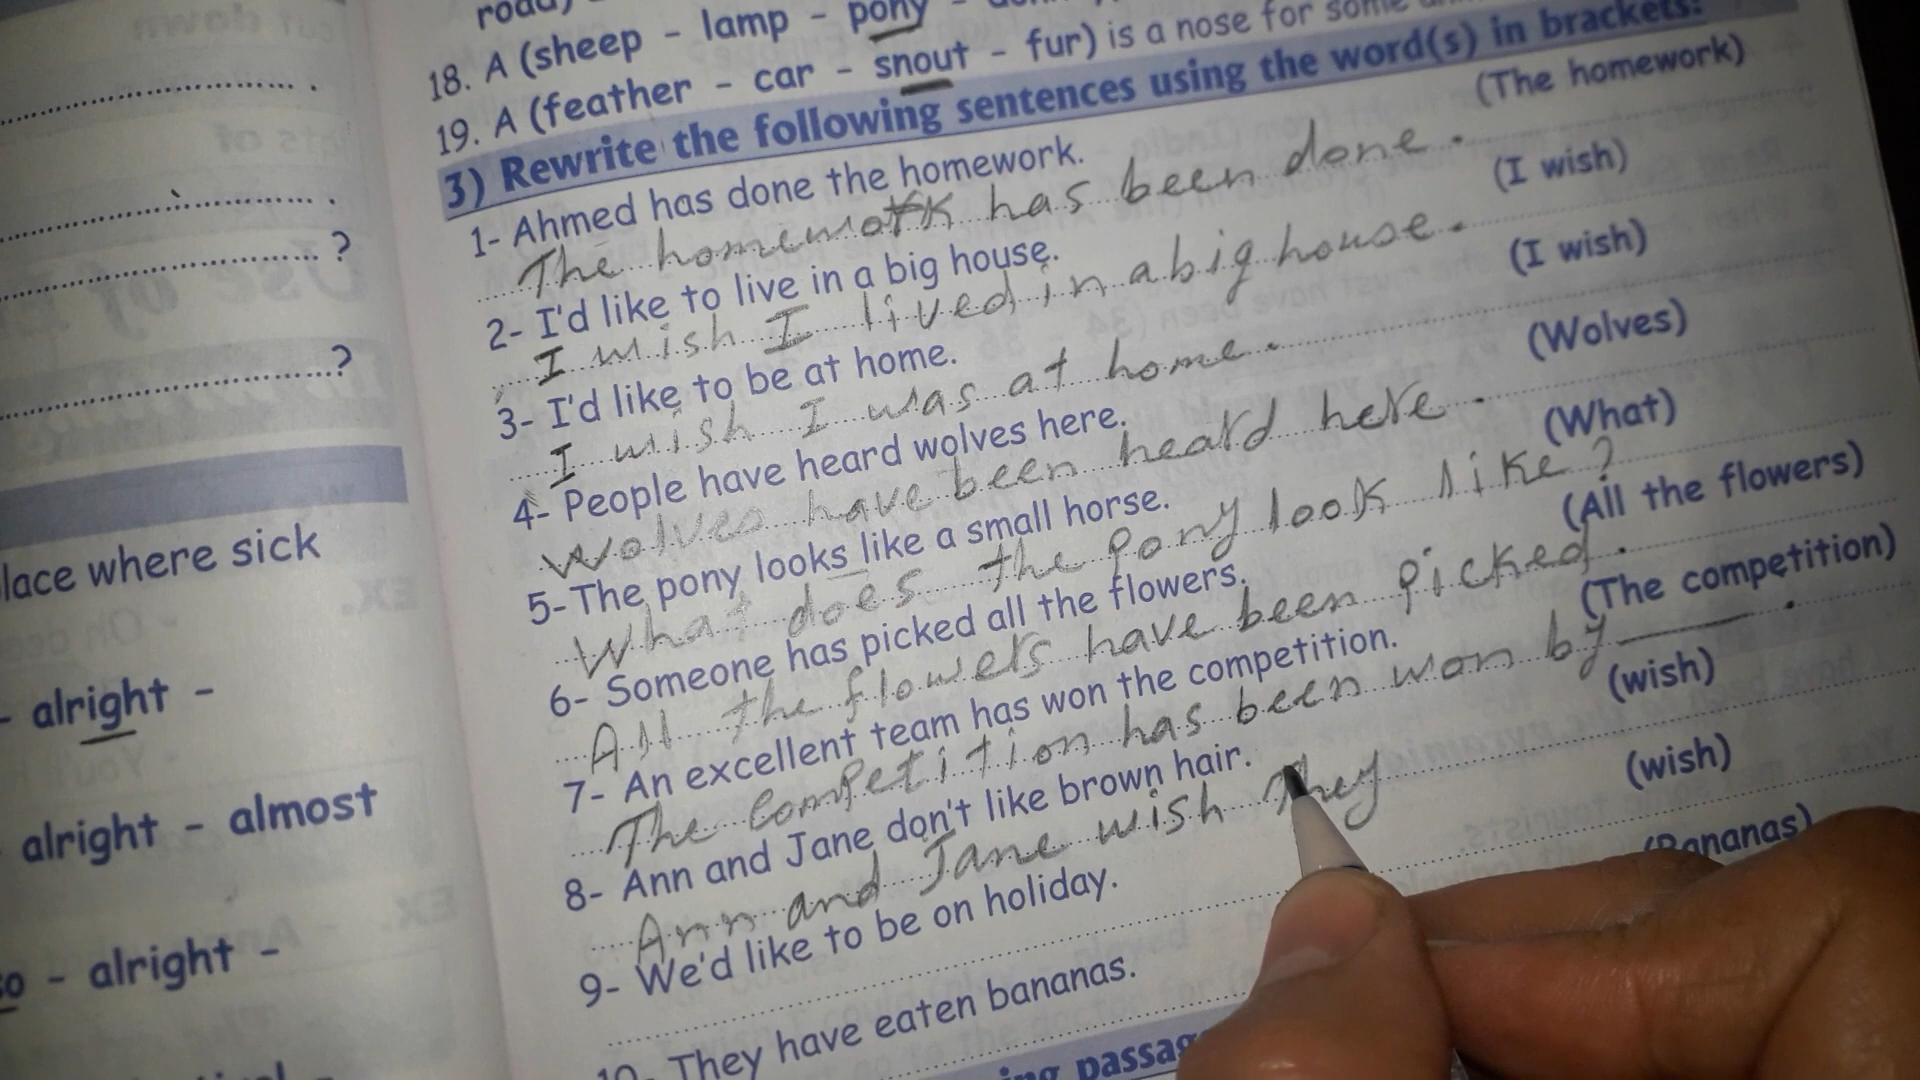 ............................ .
............................ .
............................ ?
............................ ?
lace where sick
- alright -
alright - almost
o - alright -
18. A (sheep - lamp - pony -
19. A (feather - car - snout - fur) is a nose for some
3) Rewrite the following sentences using the word(s) in brackets:
1- Ahmed has done the homework. (The homework)
The homework has been done.
2- I'd like to live in a big house. (I wish)
I wish I lived in a big house.
3- I'd like to be at home. (I wish)
I wish I was at home.
4- People have heard wolves here. (Wolves)
Wolves have been heard here.
5- The pony looks like a small horse. (What)
What does the pony look like?
6- Someone has picked all the flowers. (All the flowers)
All the flowers have been picked.
7- An excellent team has won the competition. (The competition)
The competition has been won by ______ .
8- Ann and Jane don't like brown hair. (wish)
Ann and Jane wish they
9- We'd like to be on holiday. (wish)
10- They have eaten bananas. (Bananas)
ing passag